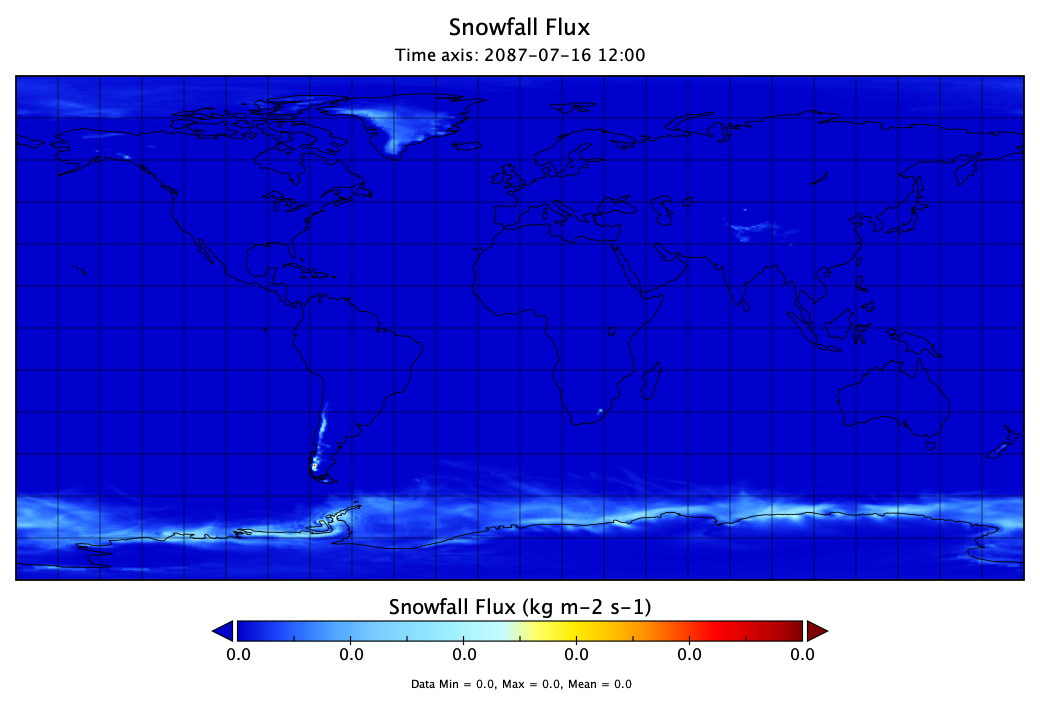 Snowfall Flux
Time axis: 2087-07-16 12:00
Snowfall Flux (kg m-2 s-1)
0.0 0.0 0.0 0.0 0.0 0.0
Data Min = 0.0, Max = 0.0, Mean = 0.0